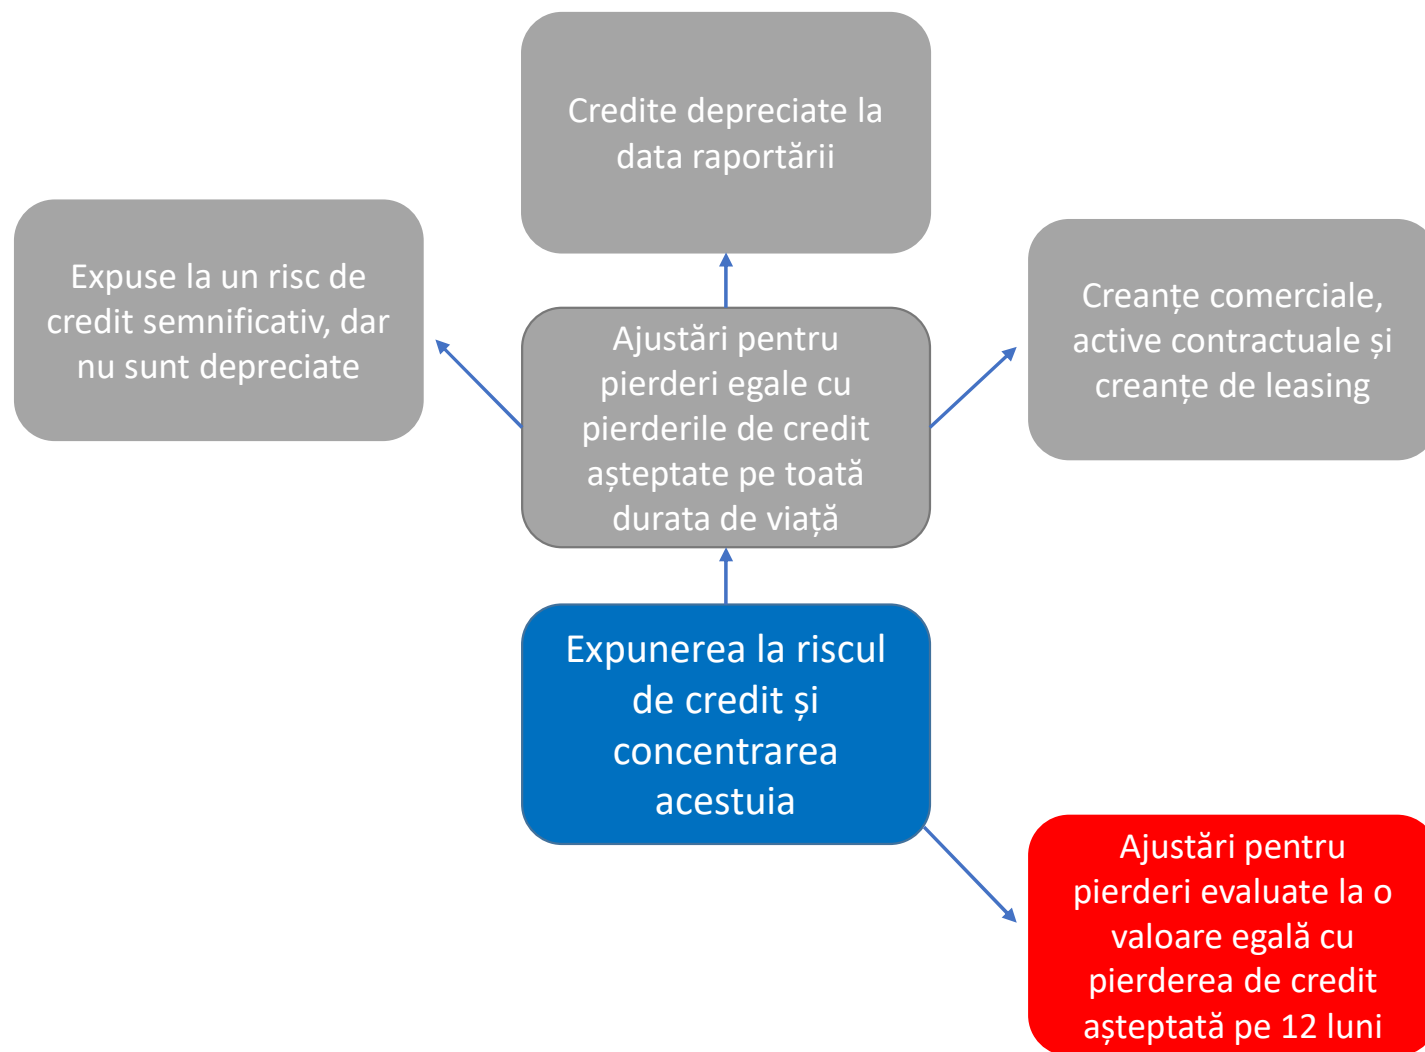 Credite depreciate la
data raportării
Expuse la un risc de
credit semnificativ, dar
nu sunt depreciate
Ajustări pentru
pierderi egale cu
pierderile de credit
așteptate pe toată
durata de viață
Creanțe comerciale,
active contractuale și
creanțe de leasing
Expunerea la riscul
de credit și
concentrarea
acestuia
Ajustări pentru
pierderi evaluate la o
valoare egală cu
pierderea de credit
așteptată pe 12 luni